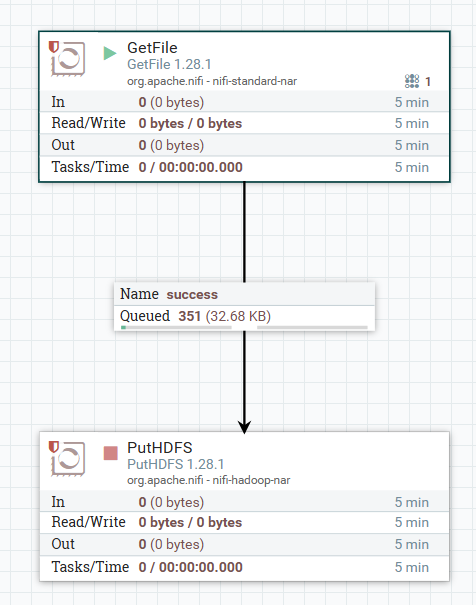 GetFile
GetFile 1.28.1
org.apache.nifi - nifi-standard-nar
1
In 0 (0 bytes) 5 min
Read/Write 0 bytes / 0 bytes 5 min
Out 0 (0 bytes) 5 min
Tasks/Time 0 / 00:00:00.000 5 min
Name success
Queued 351 (32.68 KB)
PutHDFS
PutHDFS 1.28.1
org.apache.nifi - nifi-hadoop-nar
In 0 (0 bytes) 5 min
Read/Write 0 bytes / 0 bytes 5 min
Out 0 (0 bytes) 5 min
Tasks/Time 0 / 00:00:00.000 5 min